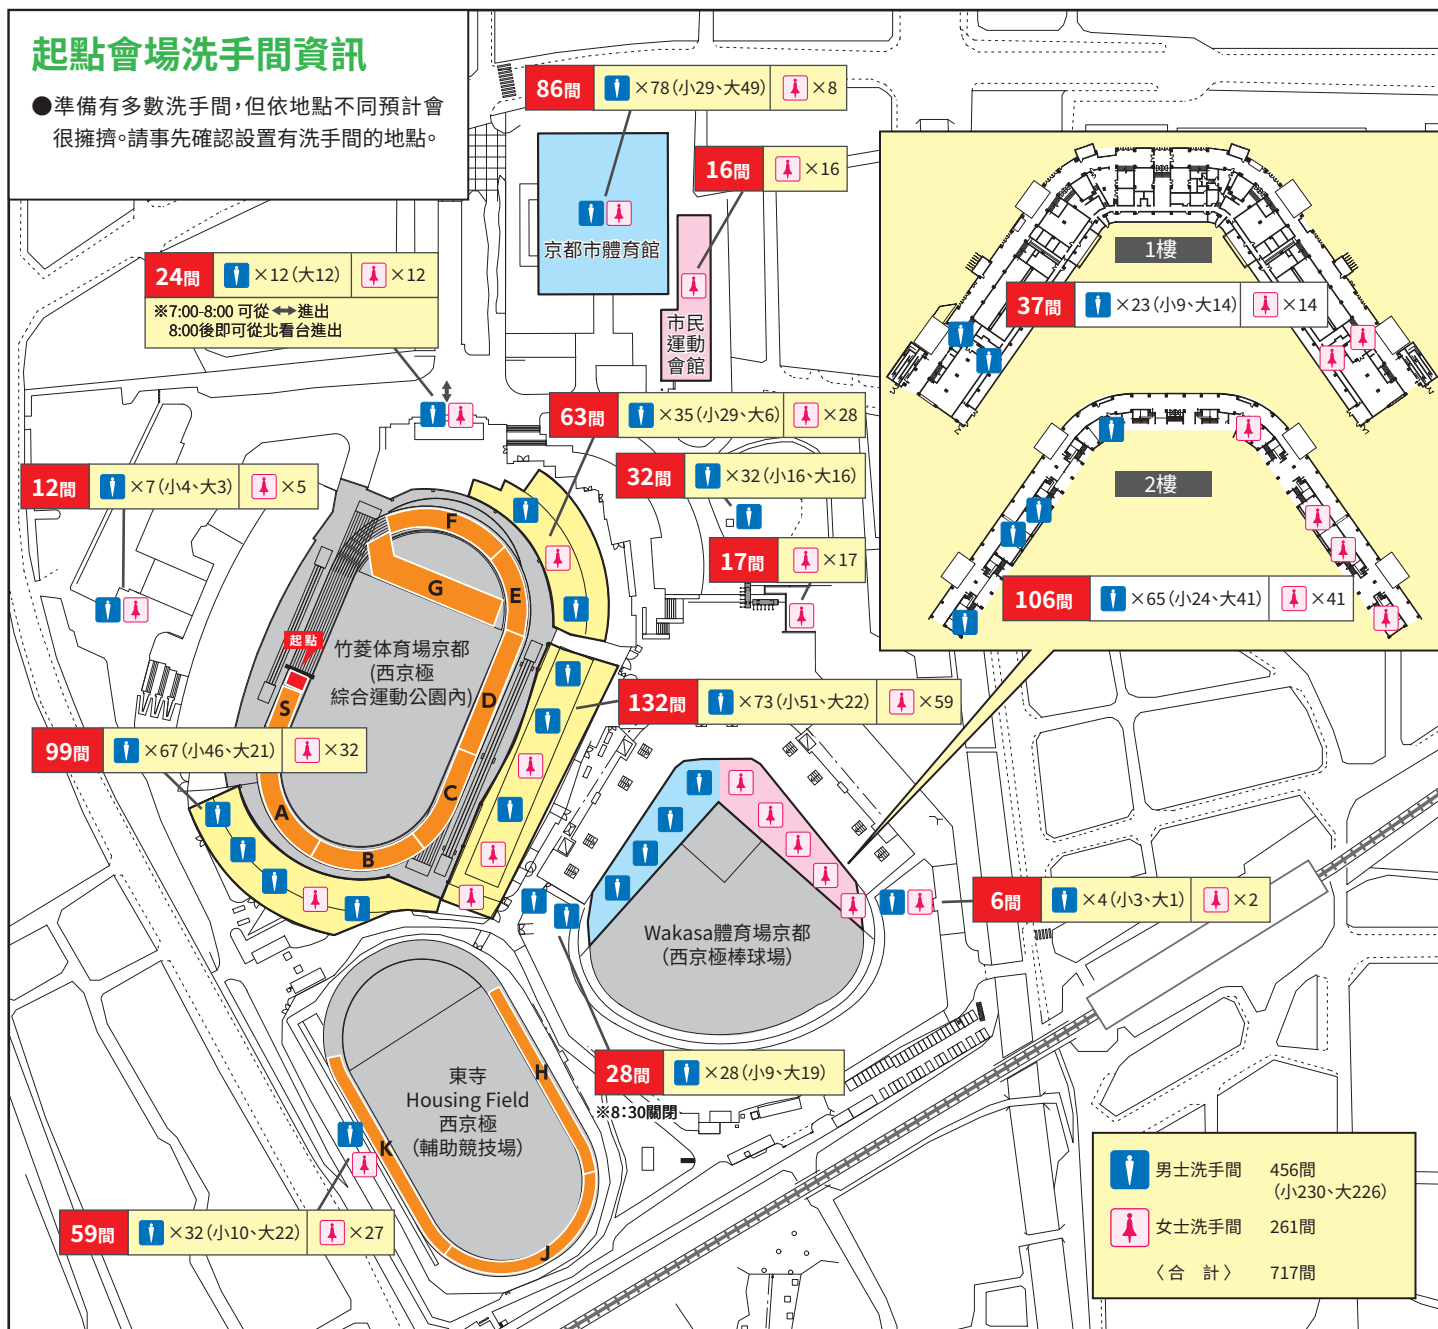 起點會場洗手間資訊
●準備有多數洗手間，但依地點不同預計會
很擁擠。請事先確認設置有洗手間的地點。
86間 ×78（小29、大49） ×8
16間 ×16
京都市體育館
市民
運動
會館
24間 ×12（大12） ×12
※7:00-8:00 可從 ↔ 進出
8:00後即可從北看台進出
1樓
37間 ×23（小9、大14） ×14
2樓
106間 ×65（小24、大41） ×41
63間 ×35（小29、大6） ×28
32間 ×32（小16、大16）
12間 ×7（小4、大3） ×5
17間 ×17
F
G
E
起點
竹菱体育場京都
(西京極
綜合運動公園內)
D
S
132間 ×73（小51、大22） ×59
99間 ×67（小46、大21） ×32
A
C
B
6間 ×4（小3、大1） ×2
Wakasa體育場京都
（西京極棒球場）
28間 ×28（小9、大19）
※8：30關閉
H
東寺
Housing Field
西京極
（輔助競技場）
K
J
59間 ×32（小10、大22） ×27
男士洗手間 456間
（小230、大226）
女士洗手間 261間
〈合 計〉 717間